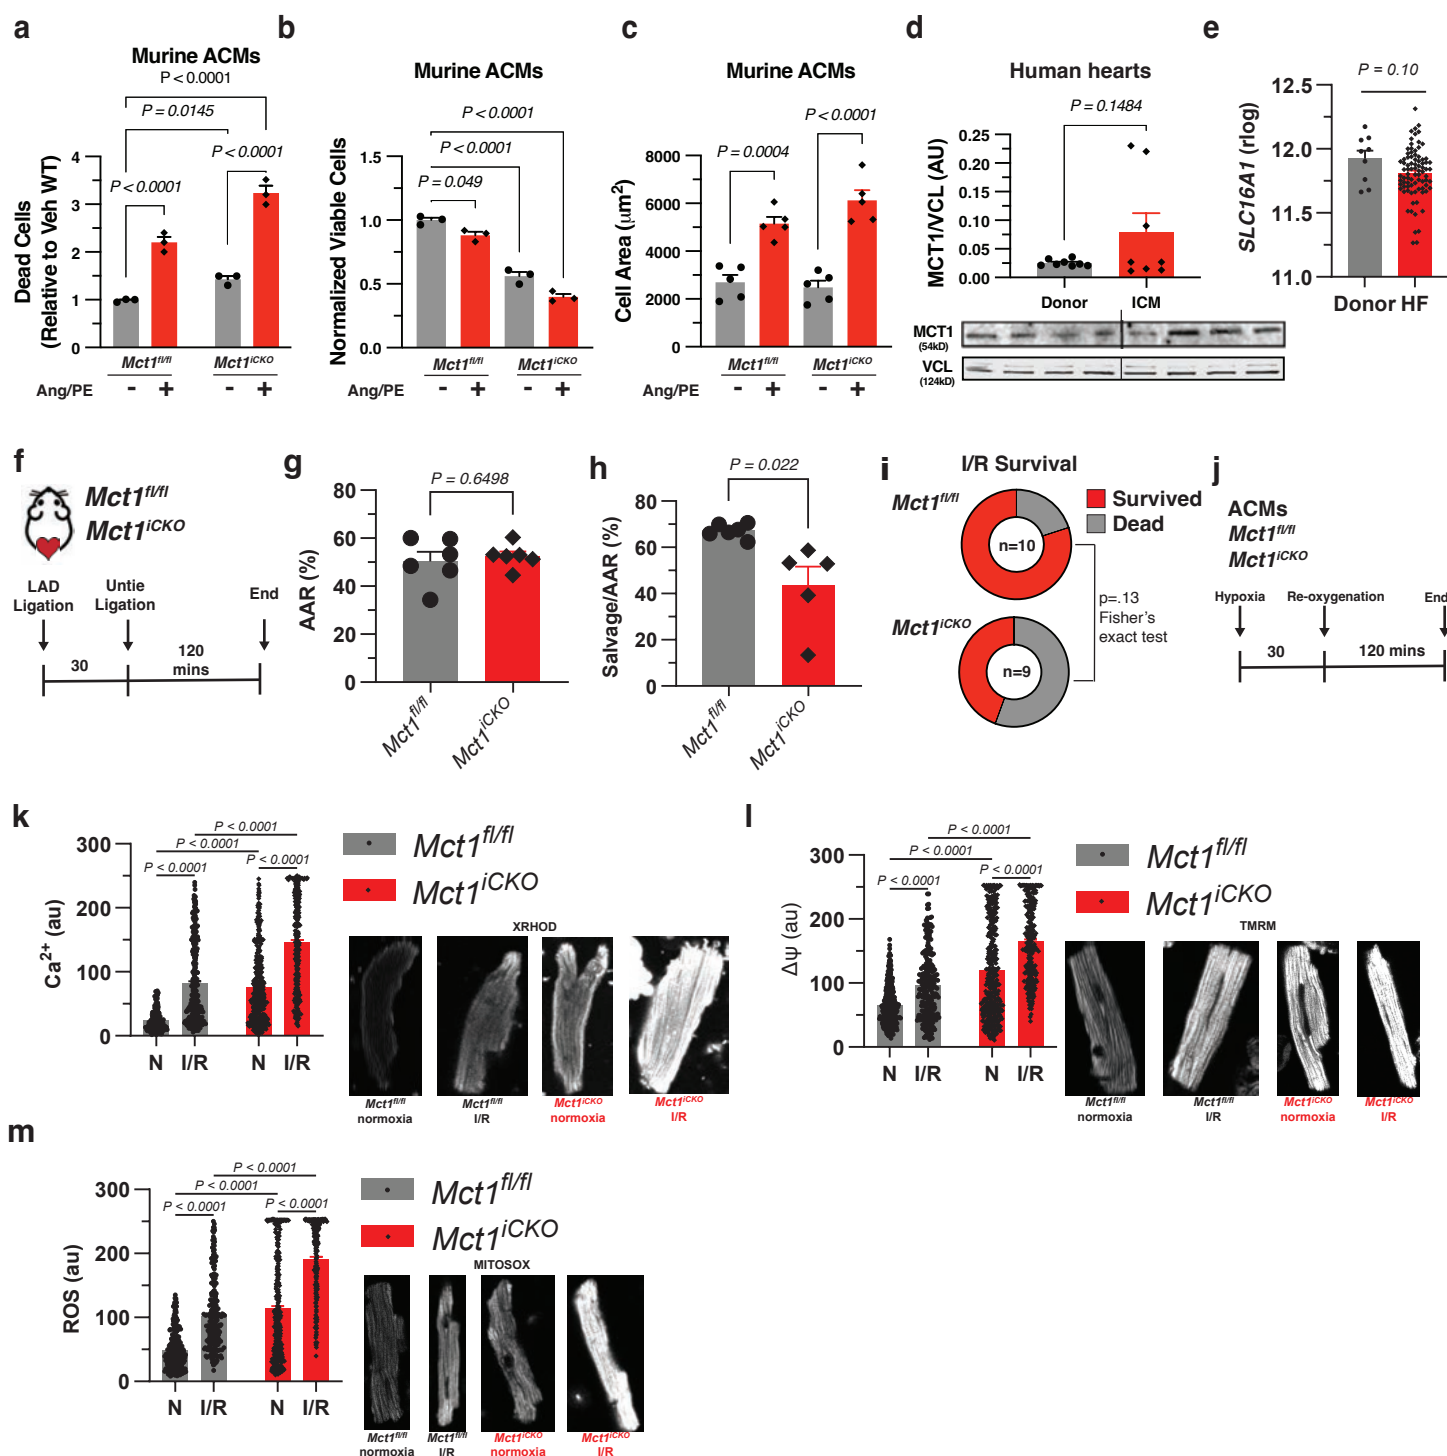 a
Murine ACMs
P < 0.0001
P = 0.0145
P < 0.0001
P < 0.0001
Dead Cells
(Relative to Veh WT)
4
3
2
1
0
Mct1fl/fl
Mct1iCKO
Ang/PE
-
+
-
+
b
Murine ACMs
P < 0.0001
P < 0.0001
P = 0.049
Normalized Viable Cells
1.5
1.0
0.5
0.0
Mct1fl/fl
Mct1iCKO
Ang/PE
-
+
-
+
c
Murine ACMs
P < 0.0001
P = 0.0004
Cell Area (μm2)
8000
6000
4000
2000
0
Mct1fl/fl
Mct1iCKO
Ang/PE
-
+
-
+
d
Human hearts
P = 0.1484
MCT1/VCL (AU)
0.25
0.20
0.15
0.10
0.05
0.00
Donor
ICM
MCT1
(54kD)
VCL
(124kD)
e
P = 0.10
SLC16A1 (rlog)
12.5
12.0
11.5
11.0
Donor HF
f
Mct1fl/fl
Mct1iCKO
LAD
Ligation
Untie
Ligation
End
30
120
mins
g
P = 0.6498
AAR (%)
80
60
40
20
0
Mct1fl/fl
Mct1iCKO
h
P = 0.022
Salvage/AAR (%)
80
60
40
20
0
Mct1fl/fl
Mct1iCKO
i
I/R Survival
Mct1fl/fl
n=10
Survived
Dead
Mct1iCKO
n=9
p=.13
Fisher's
exact test
j
ACMs
Mct1fl/fl
Mct1iCKO
Hypoxia
Re-oxygenation
End
30
120 mins
k
P < 0.0001
P < 0.0001
P < 0.0001
P < 0.0001
Ca2+ (au)
300
200
100
0
N
I/R
N
I/R
Mct1fl/fl
Mct1iCKO
XRHOD
Mct1fl/fl
normoxia
Mct1fl/fl
I/R
Mct1iCKO
normoxia
Mct1iCKO
I/R
l
P < 0.0001
P < 0.0001
P < 0.0001
P < 0.0001
ΔΨ (au)
300
200
100
0
N
I/R
N
I/R
Mct1fl/fl
Mct1iCKO
TMRM
Mct1fl/fl
normoxia
Mct1fl/fl
I/R
Mct1iCKO
normoxia
Mct1iCKO
I/R
m
P < 0.0001
P < 0.0001
P < 0.0001
P < 0.0001
ROS (au)
300
200
100
0
N
I/R
N
I/R
Mct1fl/fl
Mct1iCKO
MITOSOX
Mct1fl/fl
normoxia
Mct1fl/fl
I/R
Mct1iCKO
normoxia
Mct1iCKO
I/R